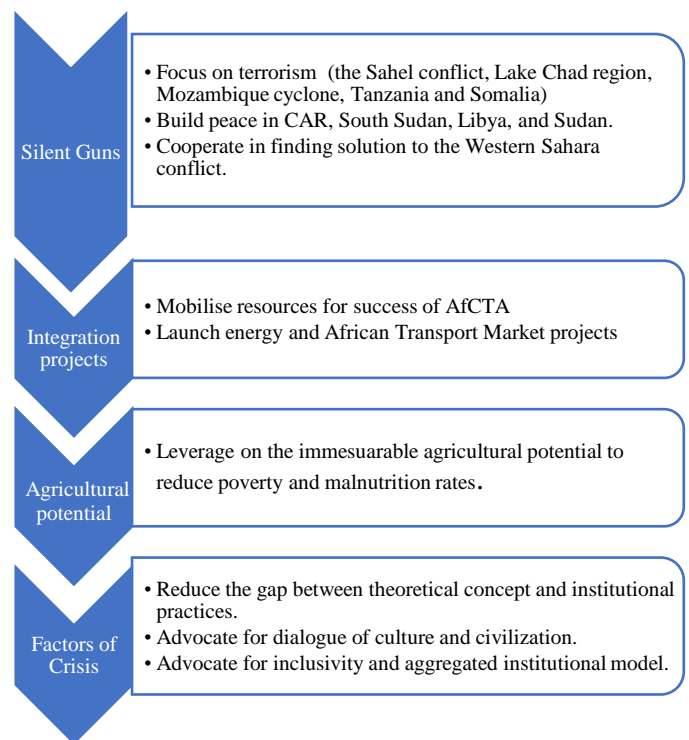 Silent Guns
• Focus on terrorism (the Sahel conflict, Lake Chad region,
Mozambique cyclone, Tanzania and Somalia)
• Build peace in CAR, South Sudan, Libya, and Sudan.
• Cooperate in finding solution to the Western Sahara
conflict.
Integration
projects
• Mobilise resources for success of AfCTA
• Launch energy and African Transport Market projects
Agricultural
potential
• Leverage on the immesuarable agricultural potential to
reduce poverty and malnutrition rates.
Factors of
Crisis
• Reduce the gap between theoretical concept and institutional
practices.
• Advocate for dialogue of culture and civilization.
• Advocate for inclusivity and aggregated institutional model.